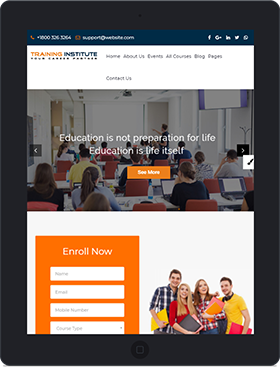 +1800 326 3264 support@website.com
TRAINING INSTITUTE
YOUR CAREER PARTNER
Home About Us Events All Courses Blog Pages
Contact Us
Education is not preparation for life
Education is life itself
See More
Enroll Now
Name
Email
Mobile Number
Course Type